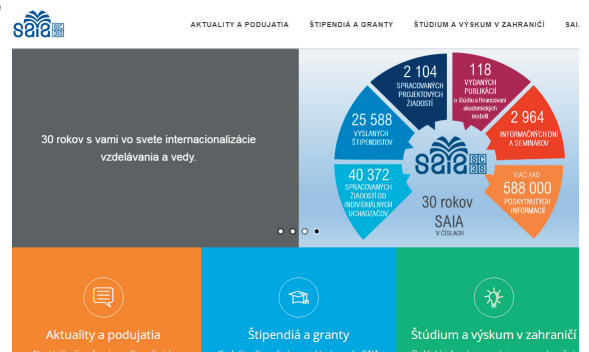 saia
AKTUALITY A PODUJATIA
ŠTIPENDIÁ A GRANTY
ŠTÚDIUM A VÝSKUM V ZAHRANIČÍ
30 rokov s vami vo svete internacionalizácie
vzdelávania a vedy.
40 372
SPRACOVANÝCH
ŽIADOSTÍ OD
INDIVIDUÁLNYCH
UCHÁDZAČOV
25 588
VYSLANÝCH
ŠTIPENDISTOV
2 104
SPRACOVANÝCH
PROJEKTOVÝCH
ŽIADOSTÍ
118
VYDANÝCH
PUBLIKÁCIÍ
o štúdiu a financovaní
akademických
mobilít
2 964
INFORMAČNÝCH DNÍ
A SEMINÁROV
VIAC AKO
588 000
POSKYTNUTÝCH
INFORMÁCIÍ
saia
30 rokov
SAIA
V ČÍSLACH
Aktuality a podujatia
Štipendiá a granty
Štúdium a výskum v zahraničí